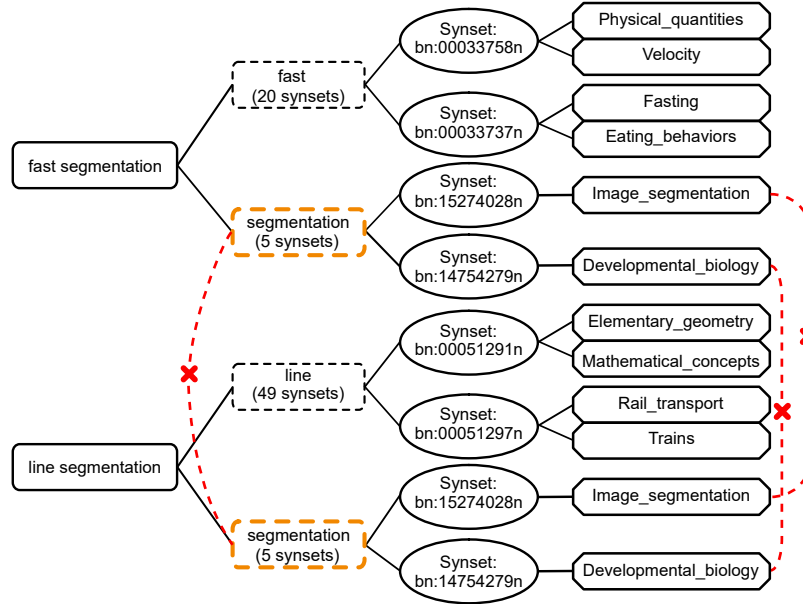 fast segmentation
fast
(20 synsets)
Synset:
bn:00033758n
Physical_quantities
Velocity
Synset:
bn:00033737n
Fasting
Eating_behaviors
segmentation
(5 synsets)
Synset:
bn:15274028n
Image_segmentation
Synset:
bn:14754279n
Developmental_biology
line segmentation
line
(49 synsets)
Synset:
bn:00051291n
Elementary_geometry
Mathematical_concepts
Synset:
bn:00051297n
Rail_transport
Trains
segmentation
(5 synsets)
Synset:
bn:15274028n
Image_segmentation
Synset:
bn:14754279n
Developmental_biology